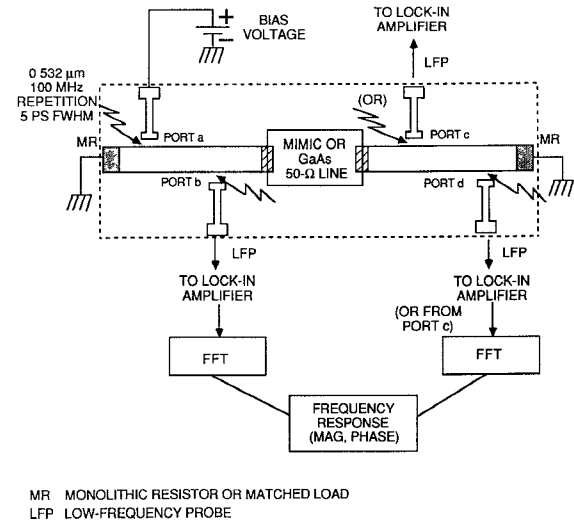 +
−
BIAS
VOLTAGE
TO LOCK-IN
AMPLIFIER
LFP
0 532 μm
100 MHz
REPETITION
5 PS FWHM
(OR)
MR
PORT a
PORT c
MR
MIMIC OR
GaAs
50-Ω LINE
PORT b
PORT d
LFP
LFP
TO LOCK-IN
AMPLIFIER
TO LOCK-IN
AMPLIFIER
(OR FROM
PORT c)
FFT
FFT
FREQUENCY
RESPONSE
(MAG, PHASE)
MR MONOLITHIC RESISTOR OR MATCHED LOAD
LFP LOW-FREQUENCY PROBE